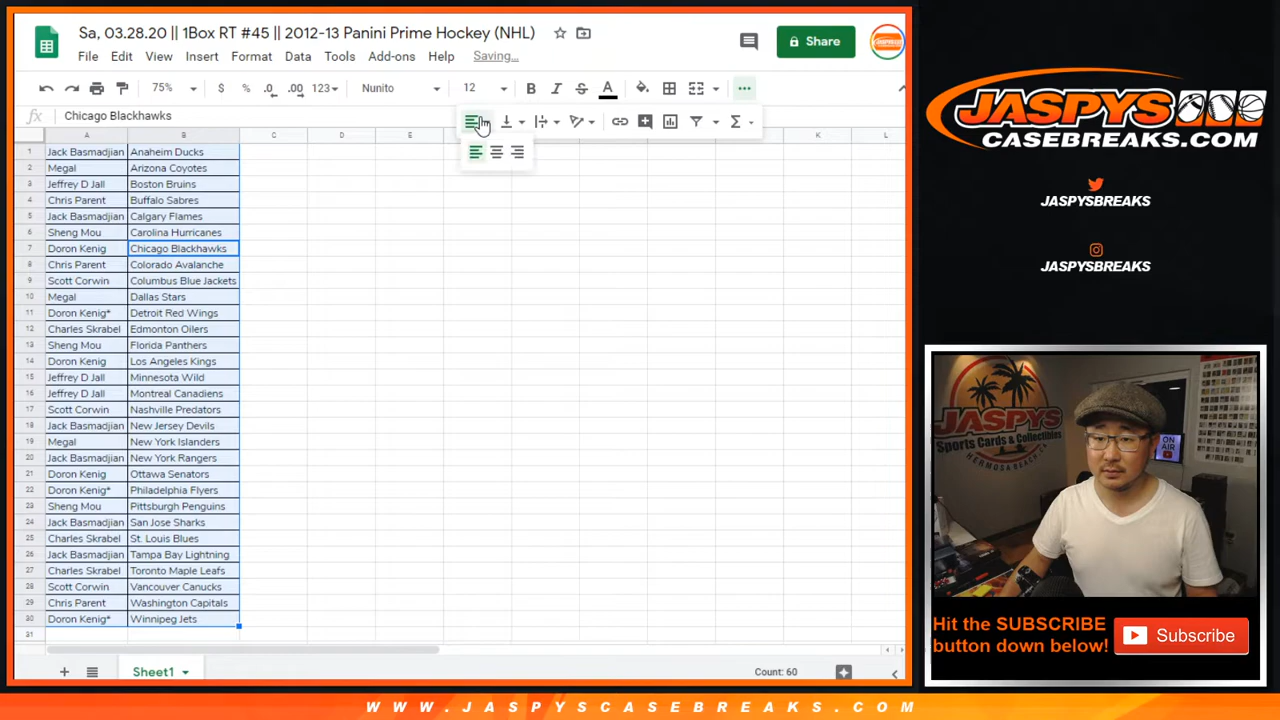 Sa, 03.28.20 || 1Box RT #45 || 2012-13 Panini Prime Hockey (NHL)
File Edit View Insert Format Data Tools Add-ons Help Saving...
Share
75% $ % .0 .00 123 Nunito 12 B I S A
fx Chicago Blackhawks
A B C D E K L
1 Jack Basmadjian Anaheim Ducks
2 Megal Arizona Coyotes
3 Jeffrey D Jall Boston Bruins
4 Chris Parent Buffalo Sabres
5 Jack Basmadjian Calgary Flames
6 Sheng Mou Carolina Hurricanes
7 Doron Kenig Chicago Blackhawks
8 Chris Parent Colorado Avalanche
9 Scott Corwin Columbus Blue Jackets
10 Megal Dallas Stars
11 Doron Kenig* Detroit Red Wings
12 Charles Skrabel Edmonton Oilers
13 Sheng Mou Florida Panthers
14 Doron Kenig Los Angeles Kings
15 Jeffrey D Jall Minnesota Wild
16 Jeffrey D Jall Montreal Canadiens
17 Scott Corwin Nashville Predators
18 Jack Basmadjian New Jersey Devils
19 Megal New York Islanders
20 Jack Basmadjian New York Rangers
21 Doron Kenig Ottawa Senators
22 Doron Kenig* Philadelphia Flyers
23 Sheng Mou Pittsburgh Penguins
24 Jack Basmadjian San Jose Sharks
25 Charles Skrabel St. Louis Blues
26 Jack Basmadjian Tampa Bay Lightning
27 Charles Skrabel Toronto Maple Leafs
28 Scott Corwin Vancouver Canucks
29 Chris Parent Washington Capitals
30 Doron Kenig* Winnipeg Jets
31
Sheet1
Count: 60
JASPYS
CASEBREAKS.COM
JASPYSBREAKS
JASPYSBREAKS
JASPYS
Sports Cards & Collectibles
HERMOSA BEACH, CA
ON AIR
Hit the SUBSCRIBE
button down below!
Subscribe
WWW.JASPYSCASEBREAKS.COM